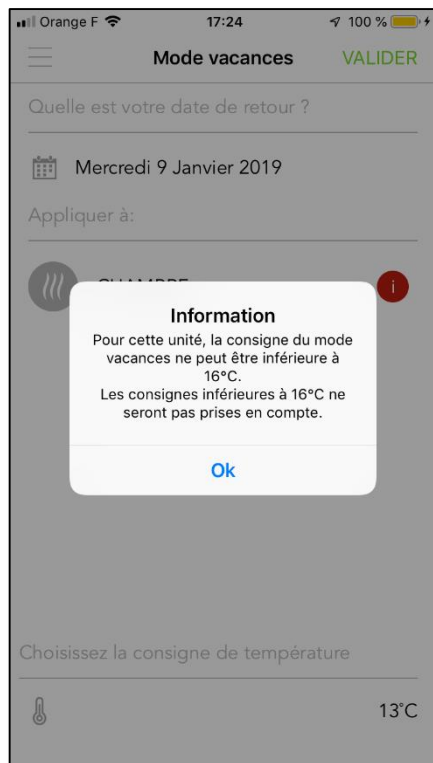 Orange F 17:24 100 %
Mode vacances VALIDER
Quelle est votre date de retour ?
Mercredi 9 Janvier 2019
Appliquer à:
CHAMBRE i
Information
Pour cette unité, la consigne du mode
vacances ne peut être inférieure à
16°C.
Les consignes inférieures à 16°C ne
seront pas prises en compte.
Ok
Choisissez la consigne de température
13°C